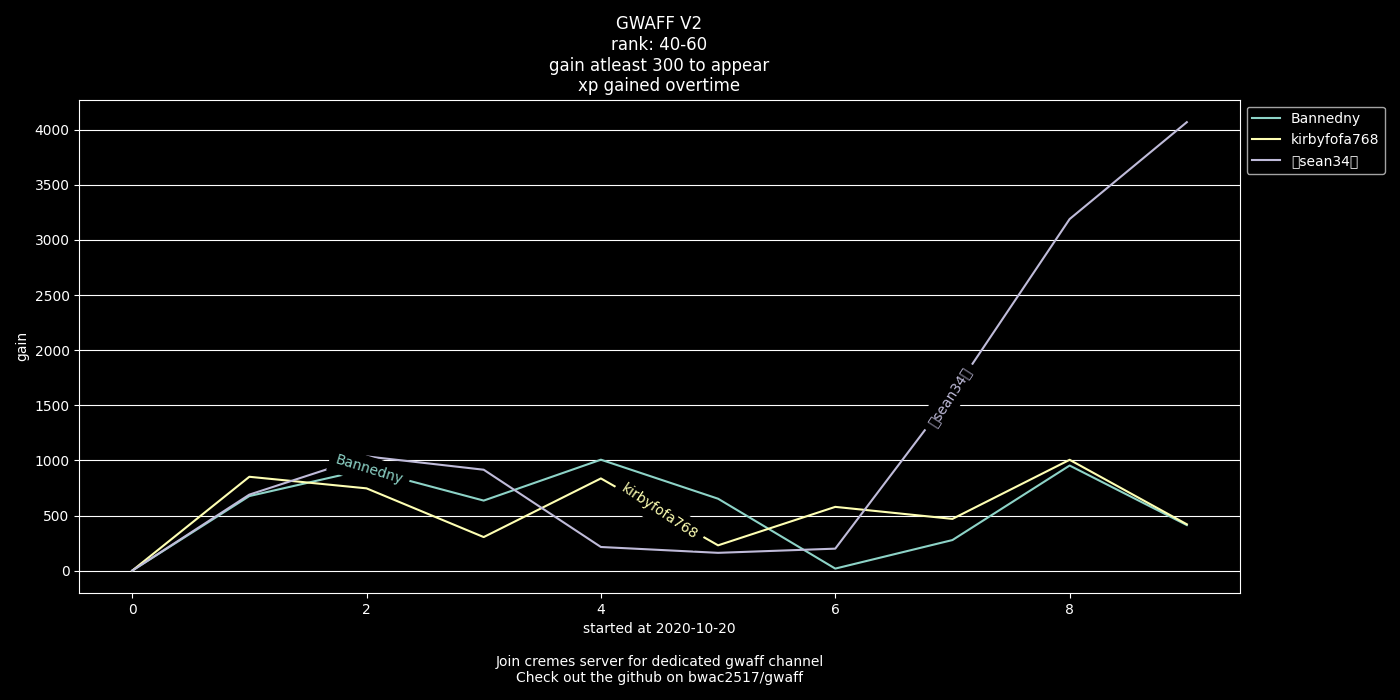 GWAFF V2
rank: 40-60
gain atleast 300 to appear
xp gained overtime
4000
3500
3000
2500
2000
1500
1000
500
0
gain
0 2 4 6 8
started at 2020-10-20
Join cremes server for dedicated gwaff channel
Check out the github on bwac2517/gwaff
Bannedny
kirbyfofa768
sean34
Bannedny
kirbyfofa768
sean34